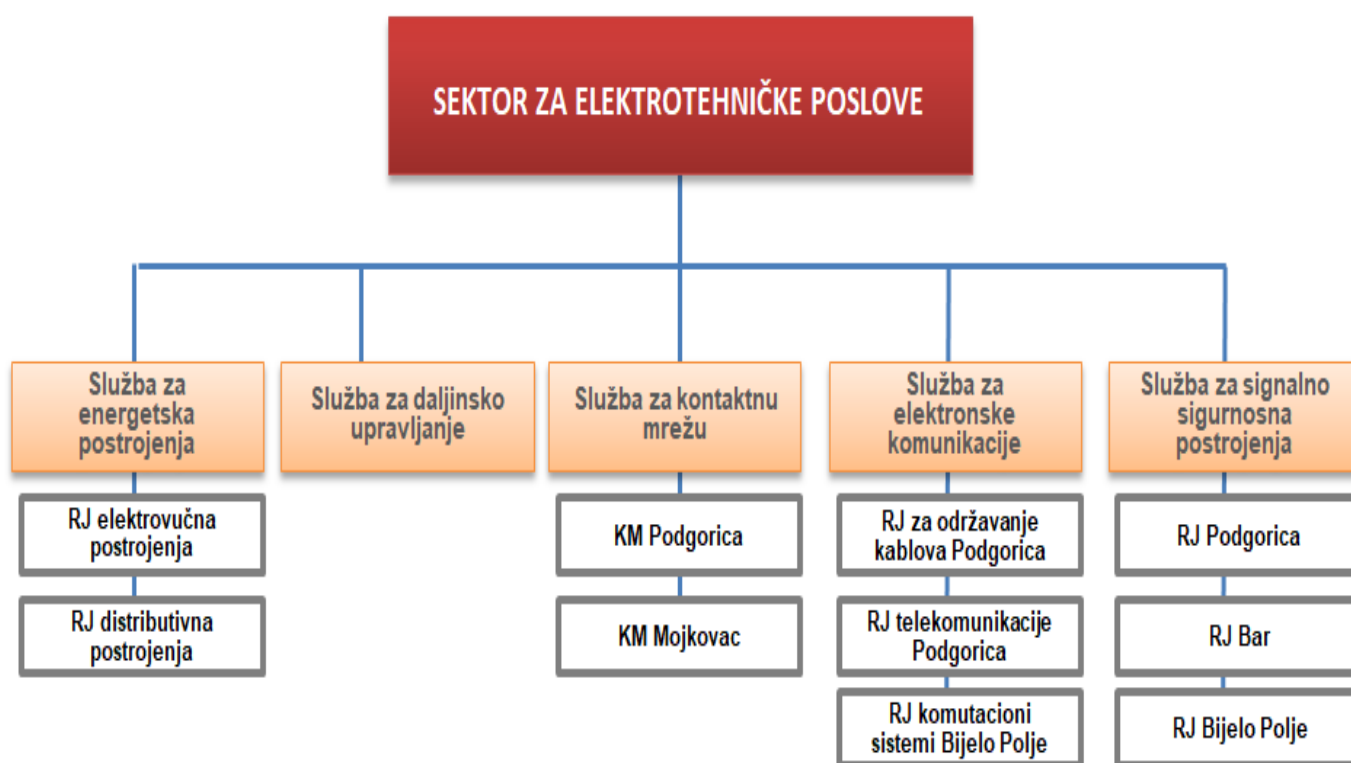 SEKTOR ZA ELEKTROTEHNIČKE POSLOVE
Služba za
energetska
postrojenja
Služba za daljinsko
upravljanje
Služba za kontaktnu
mrežu
Služba za
elektronske
komunikacije
Služba za signalno
sigurnosna
postrojenja
RJ elektrovučna
postrojenja
RJ distributivna
postrojenja
KM Podgorica
KM Mojkovac
RJ za održavanje
kablova Podgorica
RJ telekomunikacije
Podgorica
RJ komutacioni
sistemi Bijelo Polje
RJ Podgorica
RJ Bar
RJ Bijelo Polje